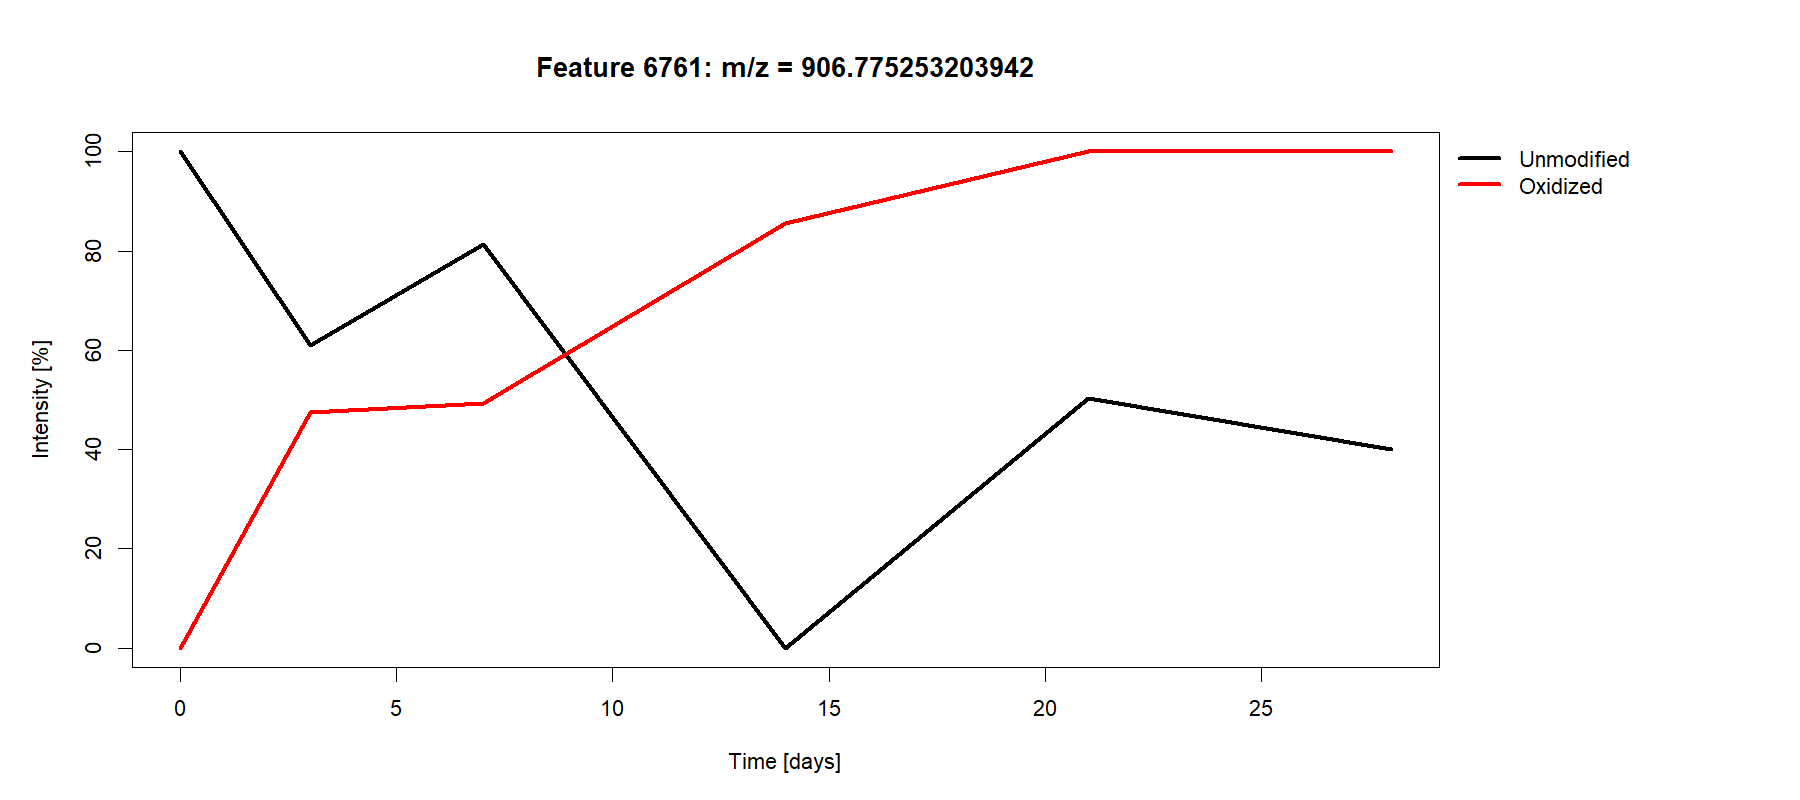 Feature 6761: m/z = 906.775253203942
Unmodified
Oxidized
Intensity [%]
100
80
60
40
20
0
0 5 10 15 20 25
Time [days]